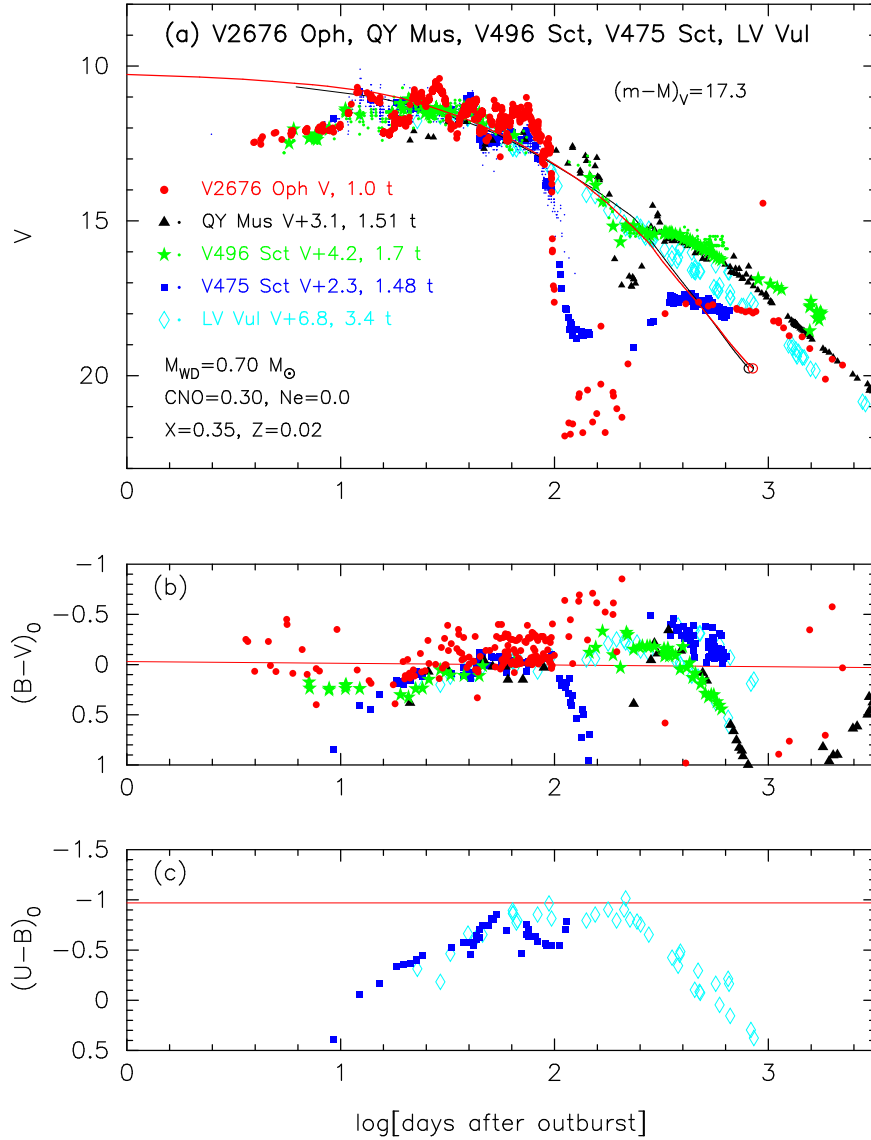 (a) V2676 Oph, QY Mus, V496 Sct, V475 Sct, LV Vul
(m−M)V=17.3
V2676 Oph V, 1.0 t
QY Mus V+3.1, 1.51 t
V496 Sct V+4.2, 1.7 t
V475 Sct V+2.3, 1.48 t
LV Vul V+6.8, 3.4 t
MWD=0.70 M⊙
CNO=0.30, Ne=0.0
X=0.35, Z=0.02
V
10
15
20
0 1 2 3
(b)
(B−V)0
−1
−0.5
0
0.5
1
0 1 2 3
(c)
(U−B)0
−1.5
−1
−0.5
0
0.5
0 1 2 3
log[days after outburst]